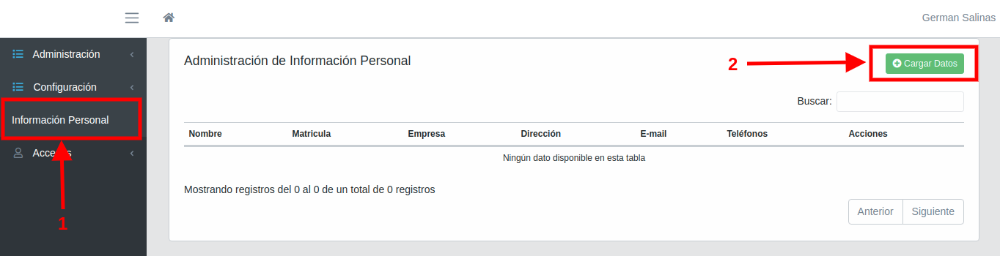 German Salinas
Administración
Configuración
Información Personal
1
Administración de Información Personal
2
Cargar Datos
Buscar:
Nombre Matricula Empresa Dirección E-mail Teléfonos Acciones
Ningún dato disponible en esta tabla
Mostrando registros del 0 al 0 de un total de 0 registros
Anterior Siguiente